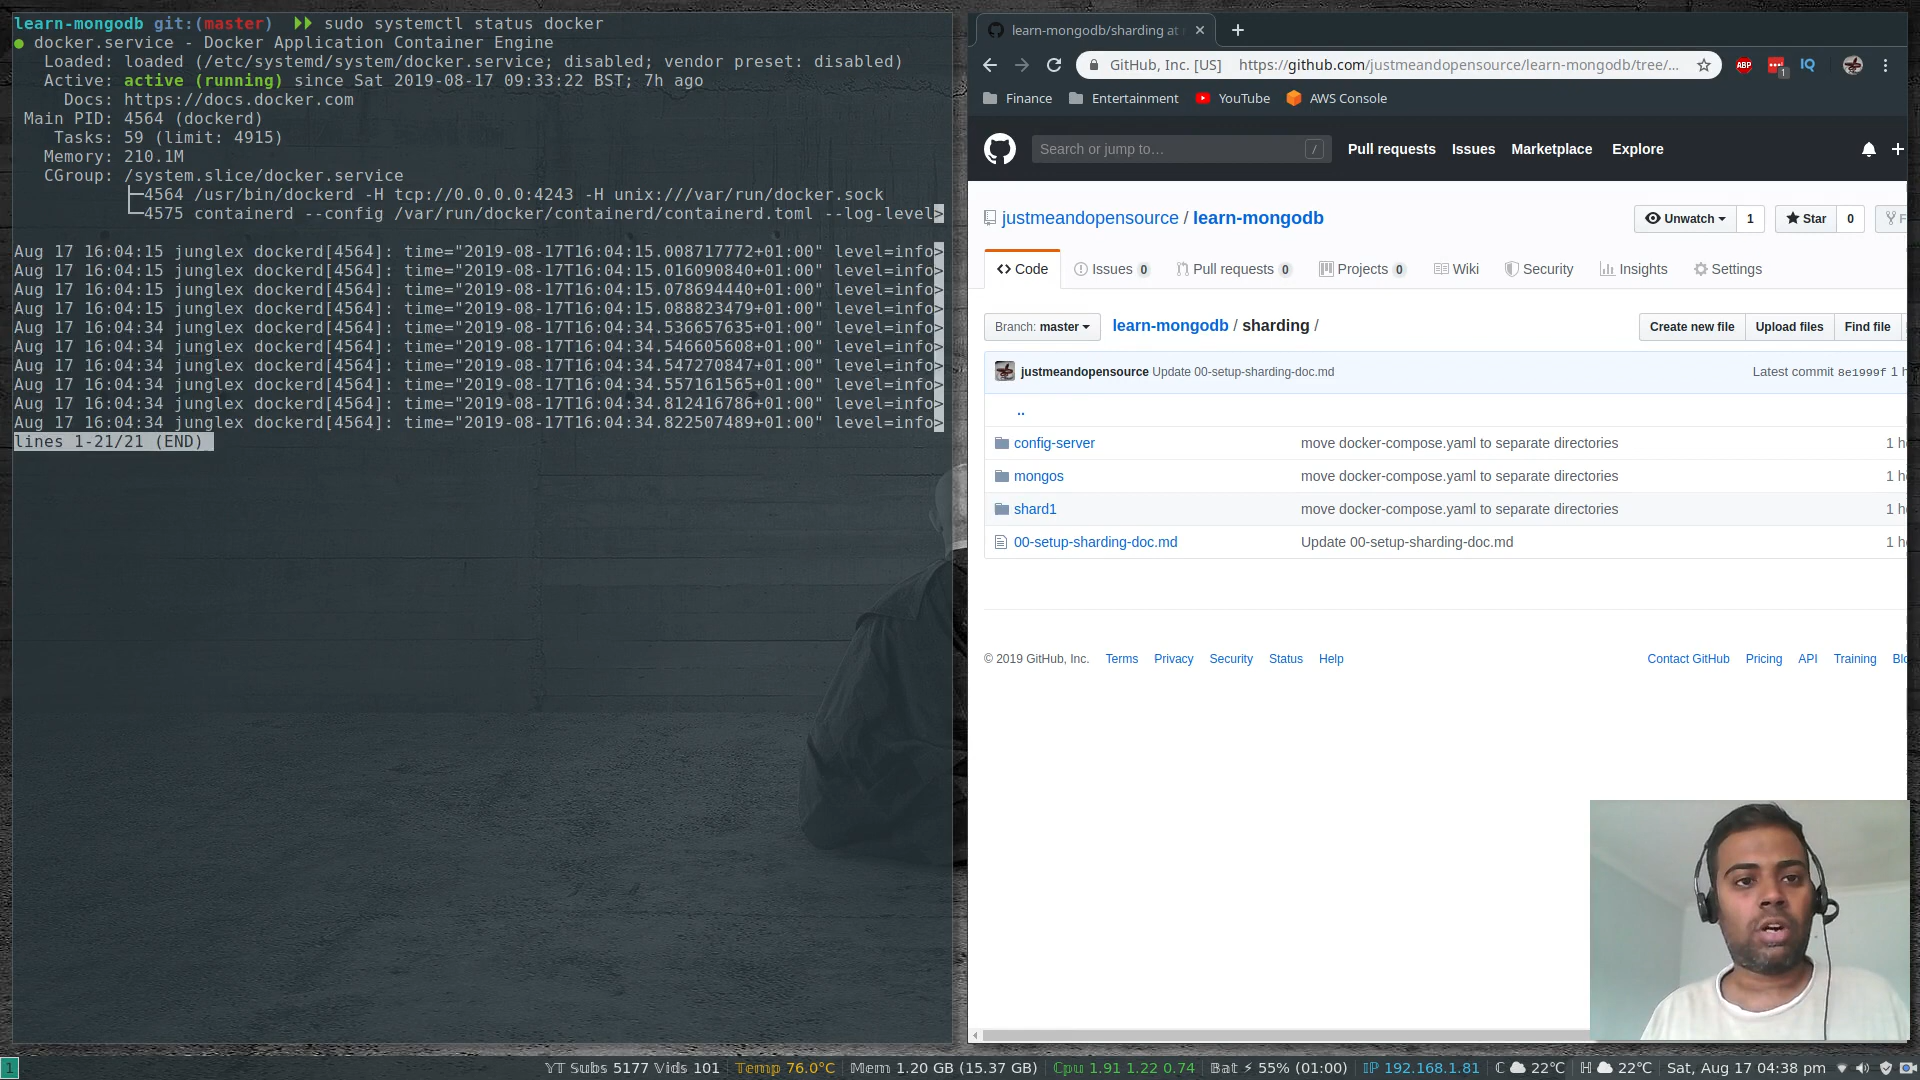 learn-mongodb git:(master) sudo systemctl status docker
● docker.service - Docker Application Container Engine
Loaded: loaded (/etc/systemd/system/docker.service; disabled; vendor preset: disabled)
Active: active (running) since Sat 2019-08-17 09:33:22 BST; 7h ago
Docs: https://docs.docker.com
Main PID: 4564 (dockerd)
Tasks: 59 (limit: 4915)
Memory: 210.1M
CGroup: /system.slice/docker.service
├─4564 /usr/bin/dockerd -H tcp://0.0.0.0:4243 -H unix:///var/run/docker.sock
└─4575 containerd --config /var/run/docker/containerd/containerd.toml --log-level>
Aug 17 16:04:15 junglex dockerd[4564]: time="2019-08-17T16:04:15.008717772+01:00" level=info>
Aug 17 16:04:15 junglex dockerd[4564]: time="2019-08-17T16:04:15.016090840+01:00" level=info>
Aug 17 16:04:15 junglex dockerd[4564]: time="2019-08-17T16:04:15.078694440+01:00" level=info>
Aug 17 16:04:15 junglex dockerd[4564]: time="2019-08-17T16:04:15.088823479+01:00" level=info>
Aug 17 16:04:34 junglex dockerd[4564]: time="2019-08-17T16:04:34.536657635+01:00" level=info>
Aug 17 16:04:34 junglex dockerd[4564]: time="2019-08-17T16:04:34.546605608+01:00" level=info>
Aug 17 16:04:34 junglex dockerd[4564]: time="2019-08-17T16:04:34.547270847+01:00" level=info>
Aug 17 16:04:34 junglex dockerd[4564]: time="2019-08-17T16:04:34.557161565+01:00" level=info>
Aug 17 16:04:34 junglex dockerd[4564]: time="2019-08-17T16:04:34.812416786+01:00" level=info>
Aug 17 16:04:34 junglex dockerd[4564]: time="2019-08-17T16:04:34.822507489+01:00" level=info>
lines 1-21/21 (END)
learn-mongodb/sharding at
GitHub, Inc. [US] https://github.com/justmeandopensource/learn-mongodb/tree/...
ABP 1 IQ
Finance Entertainment YouTube AWS Console
Search or jump to… / Pull requests Issues Marketplace Explore
justmeandopensource / learn-mongodb Unwatch 1 Star 0 F
Code Issues 0 Pull requests 0 Projects 0 Wiki Security Insights Settings
Branch: master learn-mongodb / sharding / Create new file Upload files Find file
justmeandopensource Update 00-setup-sharding-doc.md Latest commit 8e1999f 1 h
..
config-server move docker-compose.yaml to separate directories 1 h
mongos move docker-compose.yaml to separate directories 1 h
shard1 move docker-compose.yaml to separate directories 1 h
00-setup-sharding-doc.md Update 00-setup-sharding-doc.md 1 h
© 2019 GitHub, Inc. Terms Privacy Security Status Help Contact GitHub Pricing API Training Blo
1 YT Subs 5177 Vids 101 Temp 76.0°C Mem 1.20 GB (15.37 GB) Cpu 1.91 1.22 0.74 Bat ⚡ 55% (01:00) IP 192.168.1.81 C 22℃ H 22℃ Sat, Aug 17 04:38 pm